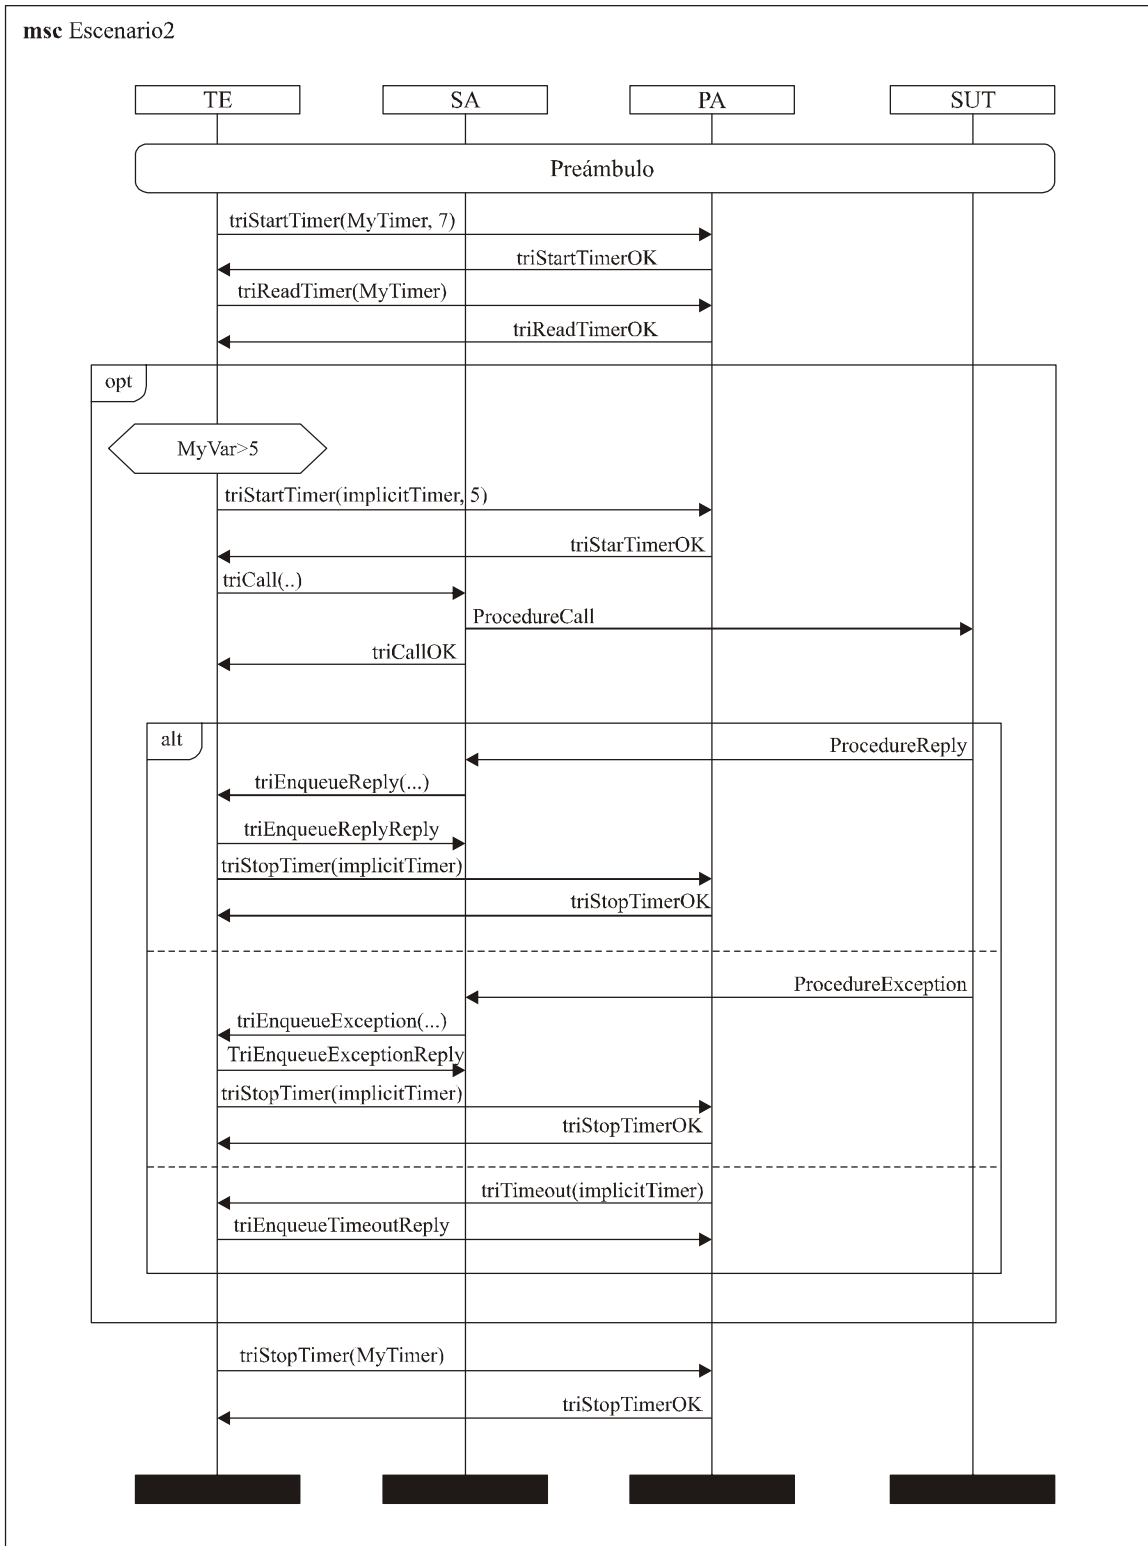 msc Escenario2
TE SA PA SUT
Preámbulo
triStartTimer(MyTimer, 7)
triStartTimerOK
triReadTimer(MyTimer)
triReadTimerOK
opt
MyVar>5
triStartTimer(implicitTimer, 5)
triStarTimerOK
triCall(..)
ProcedureCall
triCallOK
alt
ProcedureReply
triEnqueueReply(...)
triEnqueueReplyReply
triStopTimer(implicitTimer)
triStopTimerOK
ProcedureException
triEnqueueException(...)
TriEnqueueExceptionReply
triStopTimer(implicitTimer)
triStopTimerOK
triTimeout(implicitTimer)
triEnqueueTimeoutReply
triStopTimer(MyTimer)
triStopTimerOK